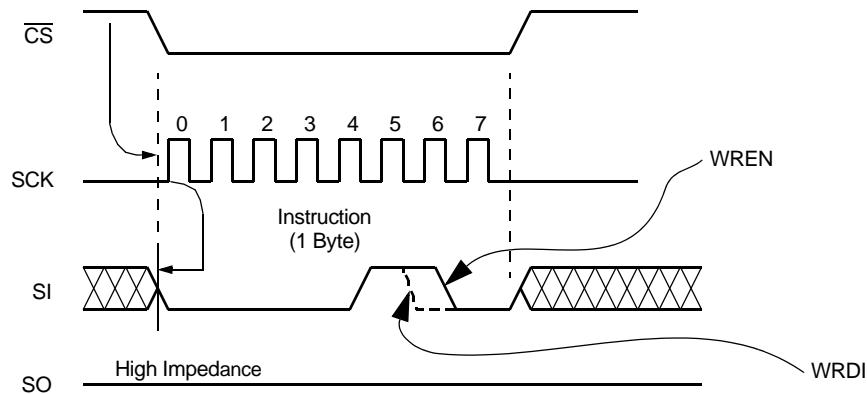 CS
0 1 2 3 4 5 6 7
WREN
SCK
Instruction
(1 Byte)
SI
WRDI
High Impedance
SO